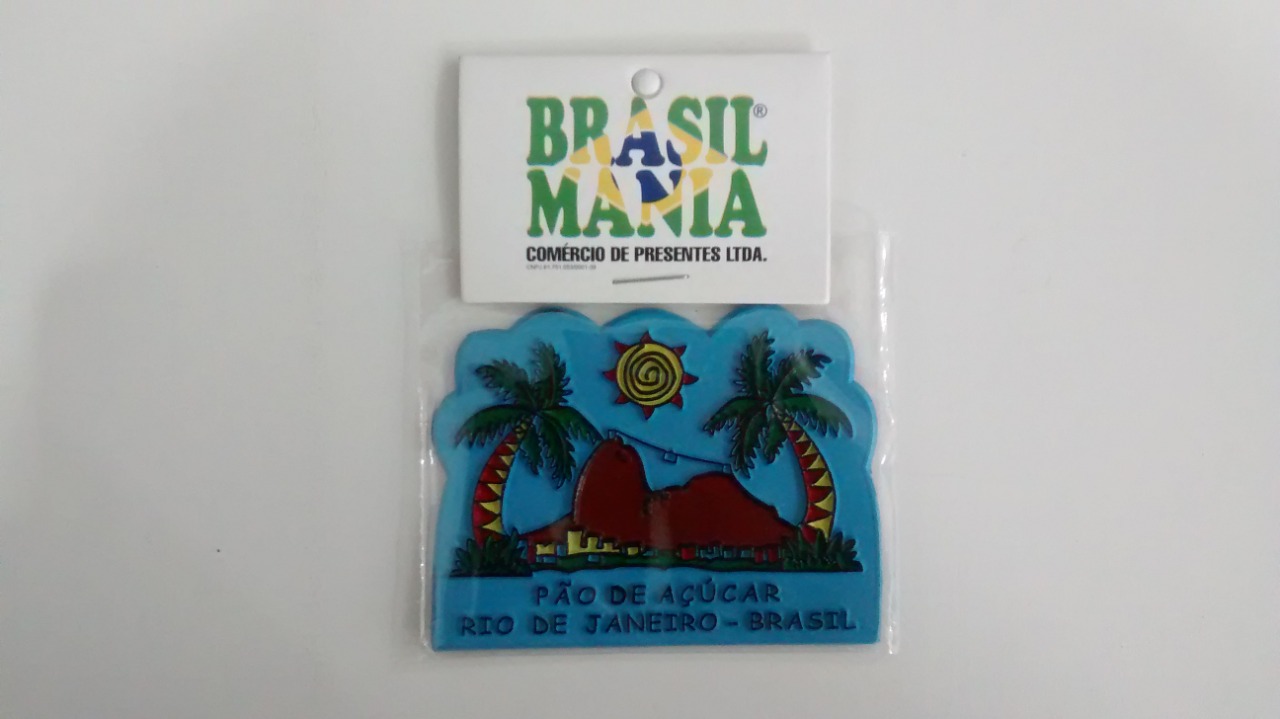 BRASIL®
MANIA
COMÉRCIO DE PRESENTES LTDA.
PÃO DE AÇÚCAR
RIO DE JANEIRO - BRASIL